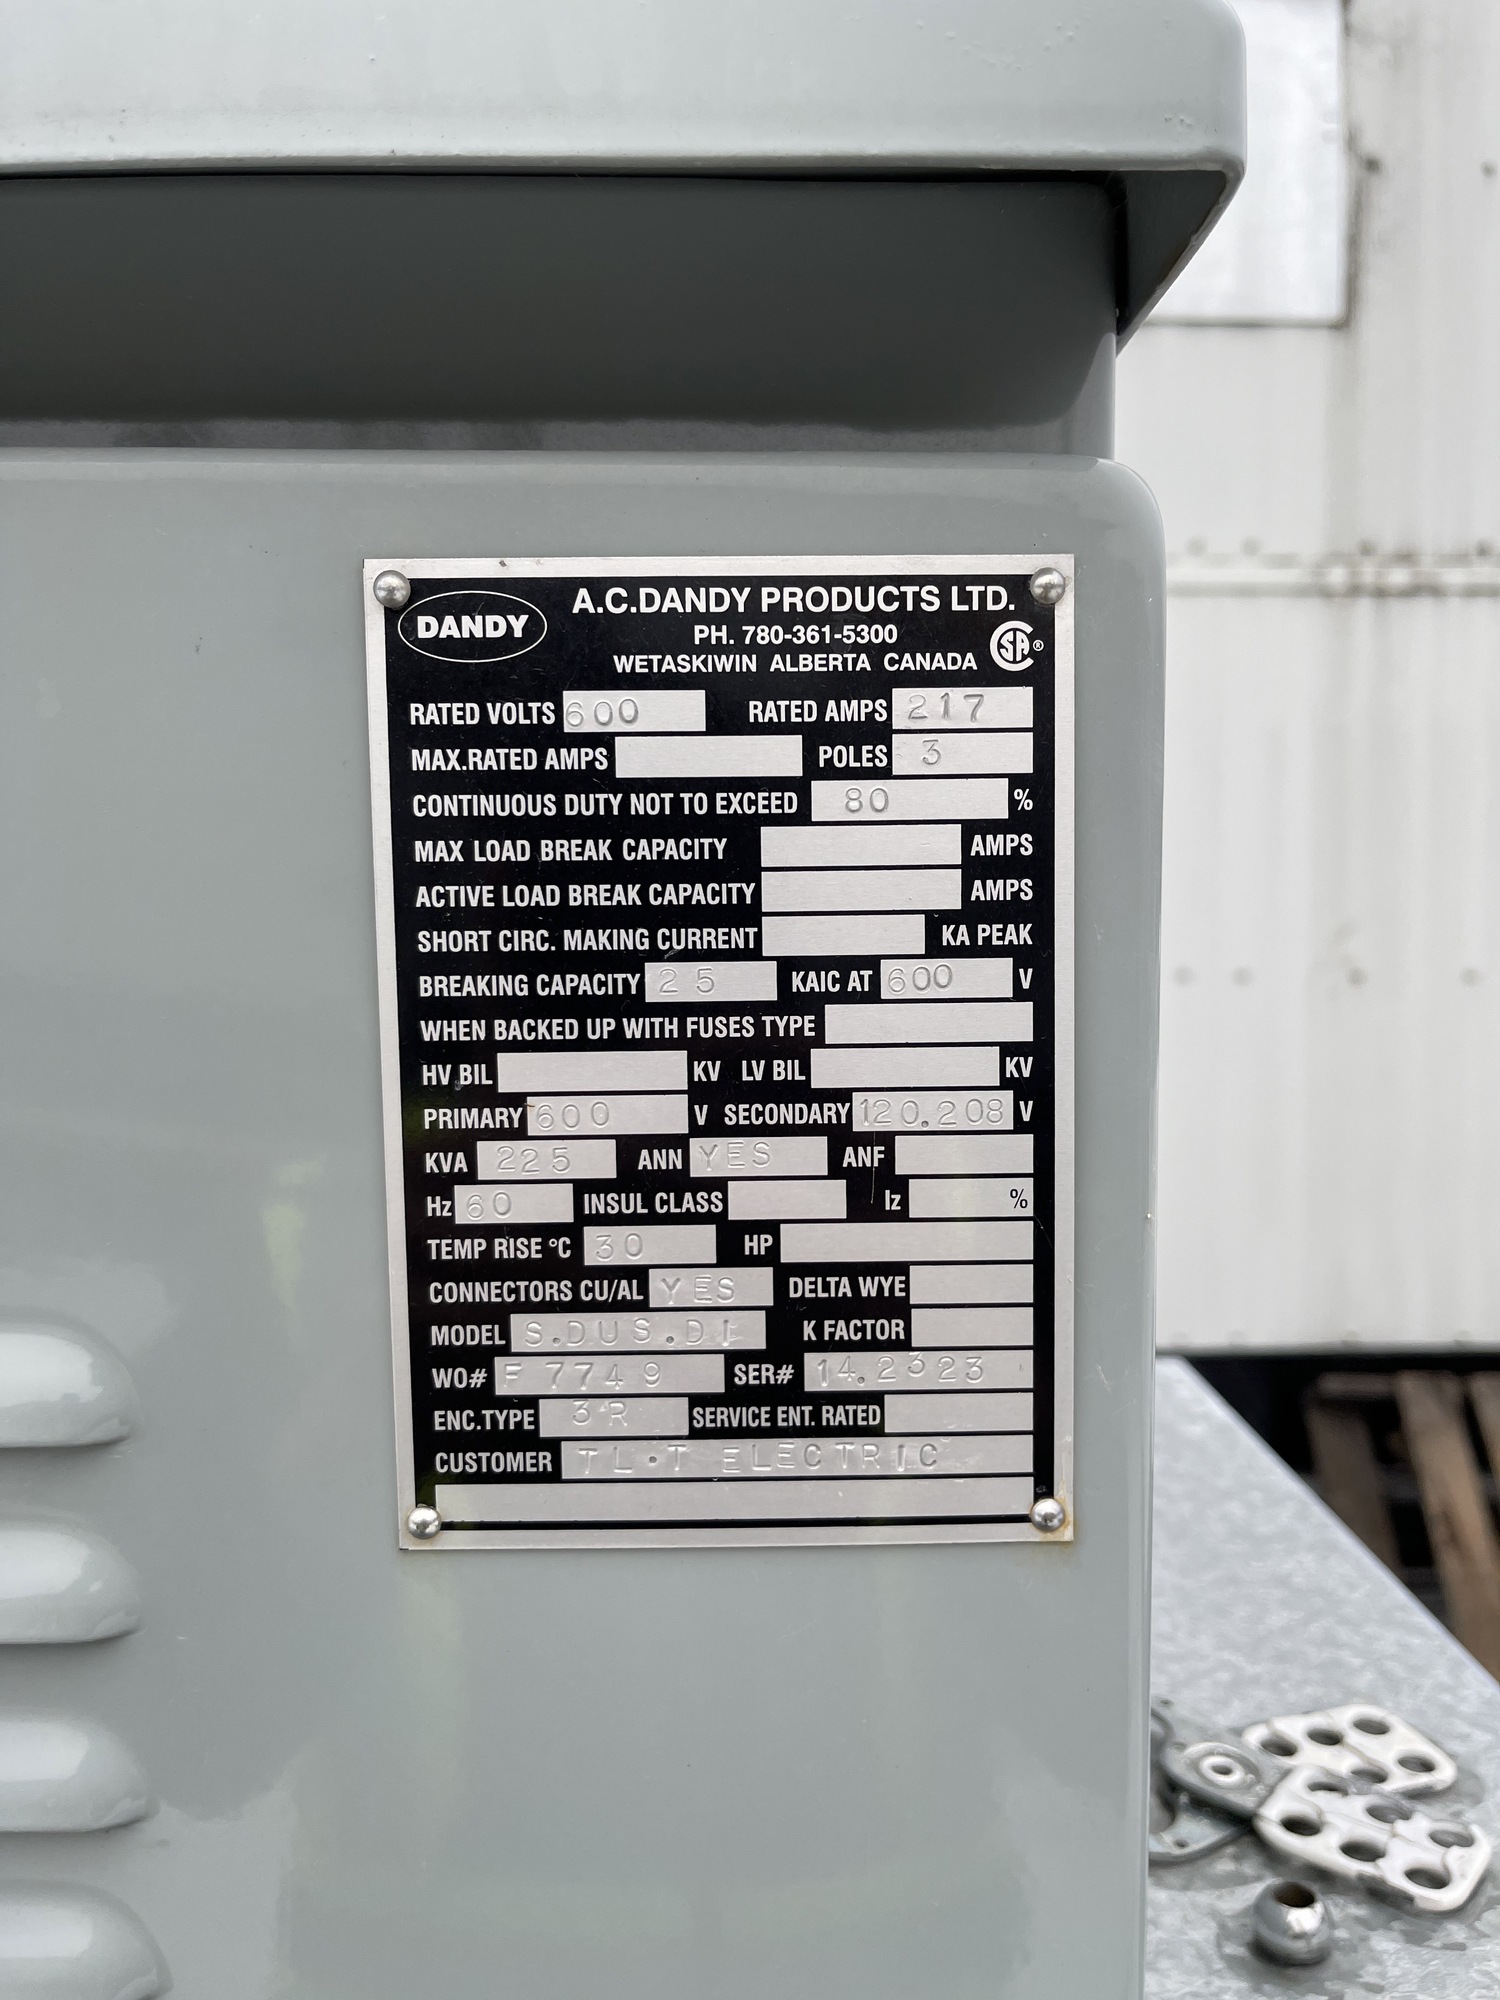 DANDY
A.C.DANDY PRODUCTS LTD.
PH. 780-361-5300
WETASKIWIN ALBERTA CANADA
SA ®
RATED VOLTS 600 RATED AMPS 217
MAX.RATED AMPS POLES 3
CONTINUOUS DUTY NOT TO EXCEED 80 %
MAX LOAD BREAK CAPACITY AMPS
ACTIVE LOAD BREAK CAPACITY AMPS
SHORT CIRC. MAKING CURRENT KA PEAK
BREAKING CAPACITY 25 KAIC AT 600 V
WHEN BACKED UP WITH FUSES TYPE
HV BIL KV LV BIL KV
PRIMARY 600 V SECONDARY 120.208 V
KVA 225 ANN YES ANF
Hz 60 INSUL CLASS Iz %
TEMP RISE °C 30 HP
CONNECTORS CU/AL YES DELTA WYE
MODEL S.DUS.D1 K FACTOR
WO# F 7749 SER# 14.2323
ENC.TYPE 3R SERVICE ENT. RATED
CUSTOMER TL.T ELECTRIC